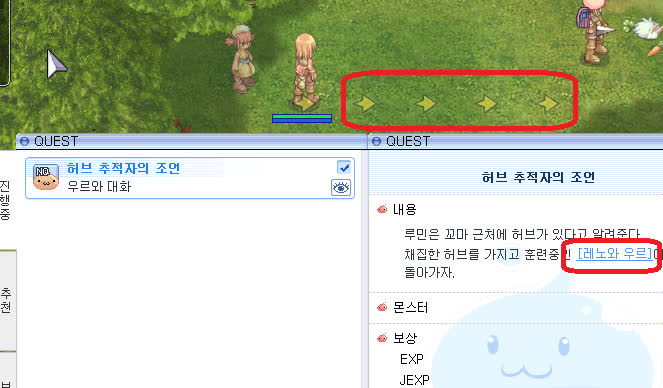 QUEST
QUEST
NO.
허브 추적자의 조언
우르와 대화
진행중
추천
허브 추적자의 조언
내용
루민은 꼬마 근처에 허브가 있다고 알려준다.
채집한 허브를 가지고 훈련중인 [레노와 우르]에
돌아가자.
몬스터
보상
EXP
JEXP